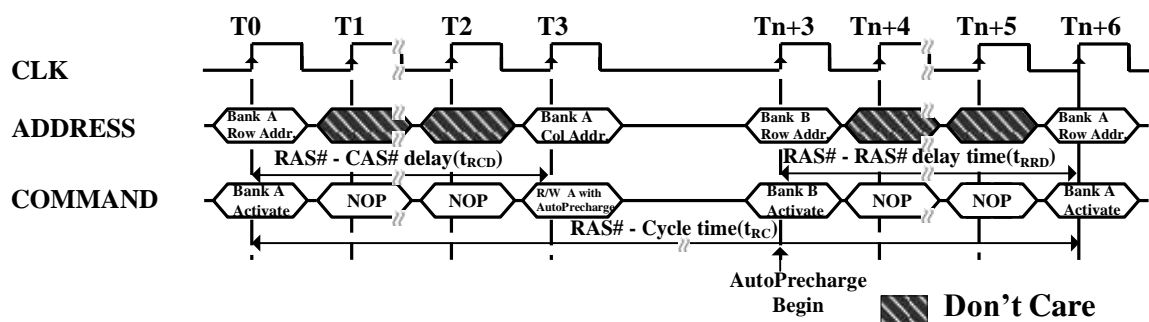 T0 T1 T2 T3 Tn+3 Tn+4 Tn+5 Tn+6
CLK
ADDRESS
Bank A
Row Addr.
Bank A
Col Addr.
Bank B
Row Addr.
Bank A
Row Addr.
RAS# - CAS# delay(tRCD)
RAS# - RAS# delay time(tRRD)
COMMAND
Bank A
Activate
NOP
NOP
R/W A with
AutoPrecharge
Bank B
Activate
NOP
NOP
Bank A
Activate
RAS# - Cycle time(tRC)
AutoPrecharge
Begin
Don't Care